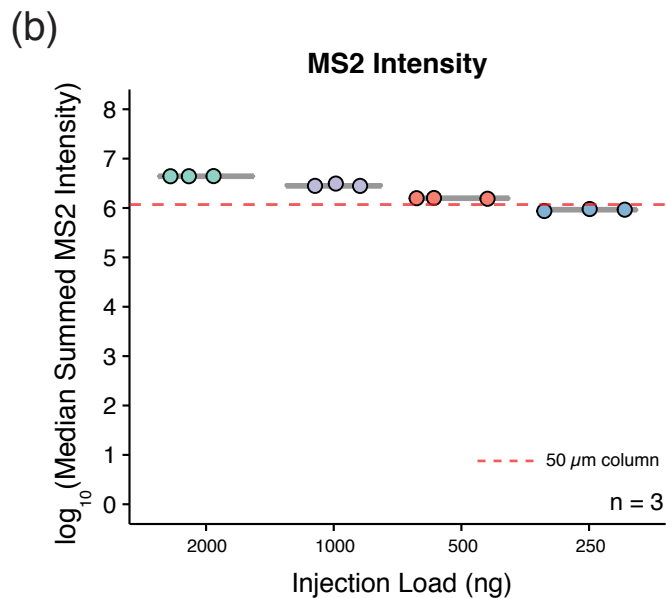 (b)
MS2 Intensity
log10(Median Summed MS2 Intensity)
8
7
6
5
4
3
2
1
0
50 µm column
n = 3
2000 1000 500 250
Injection Load (ng)